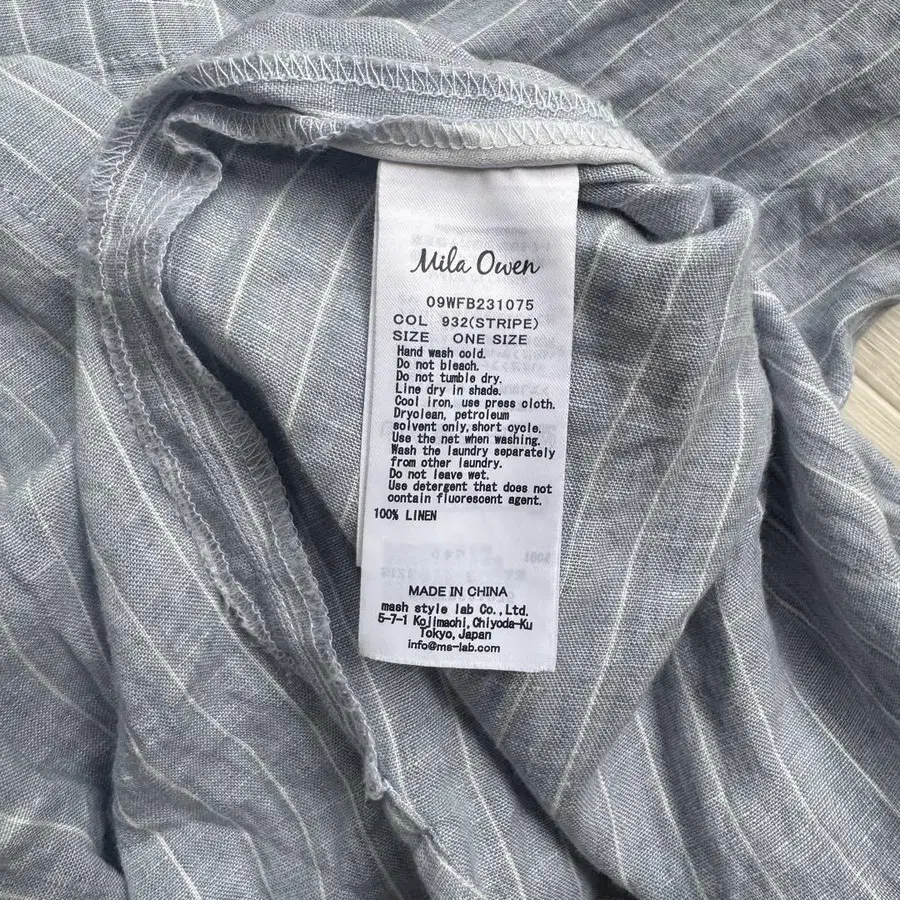 Mila Owen
09WFB231075
COL 932(STRIPE)
SIZE ONE SIZE
Hand wash cold.
Do not bleach.
Do not tumble dry.
Line dry in shade.
Cool iron, use press cloth.
Dryclean, petroleum
solvent only, short cycle.
Use the net when washing.
Wash the laundry separately
from other laundry.
Do not leave wet.
Use detergent that does not
contain fluorescent agent.
100% LINEN
MADE IN CHINA
mash style lab Co., Ltd.
5-7-1 Kojimachi, Chiyoda-Ku
Tokyo, Japan
info@ms-lab.com